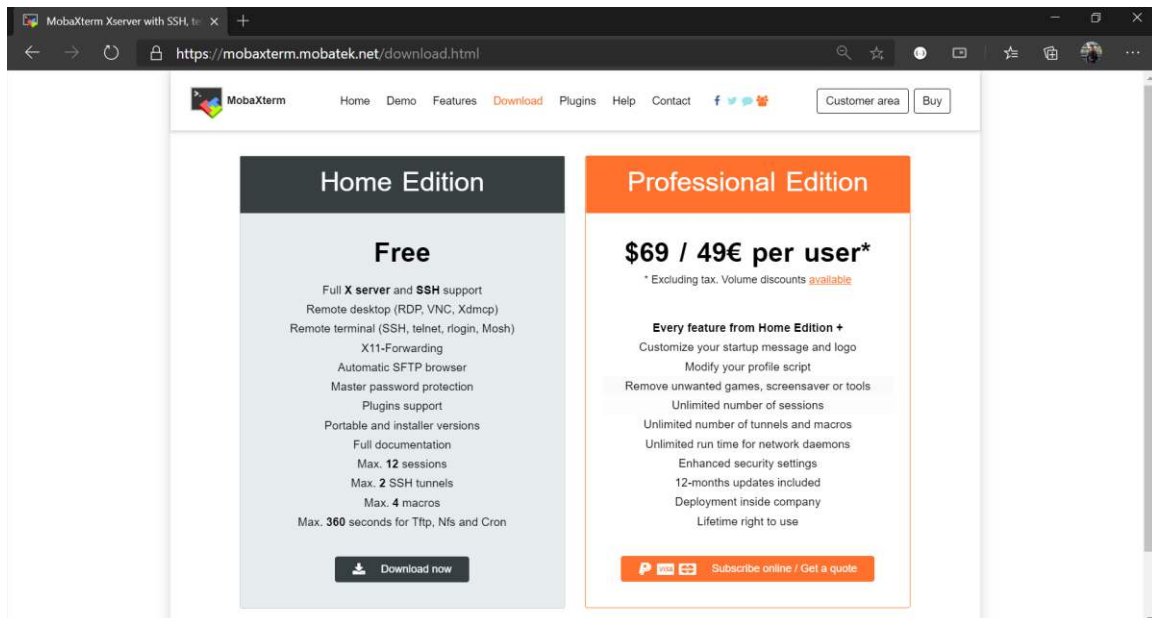 MobaXterm Xserver with SSH, te
https://mobaxterm.mobatek.net/download.html
MobaXterm Home Demo Features Download Plugins Help Contact Customer area Buy
Home Edition
Free
Full X server and SSH support
Remote desktop (RDP, VNC, Xdmcp)
Remote terminal (SSH, telnet, rlogin, Mosh)
X11-Forwarding
Automatic SFTP browser
Master password protection
Plugins support
Portable and installer versions
Full documentation
Max. 12 sessions
Max. 2 SSH tunnels
Max. 4 macros
Max. 360 seconds for Tftp, Nfs and Cron
Download now
Professional Edition
$69 / 49€ per user*
* Excluding tax. Volume discounts available
Every feature from Home Edition +
Customize your startup message and logo
Modify your profile script
Remove unwanted games, screensaver or tools
Unlimited number of sessions
Unlimited number of tunnels and macros
Unlimited run time for network daemons
Enhanced security settings
12-months updates included
Deployment inside company
Lifetime right to use
VISA Subscribe online / Get a quote